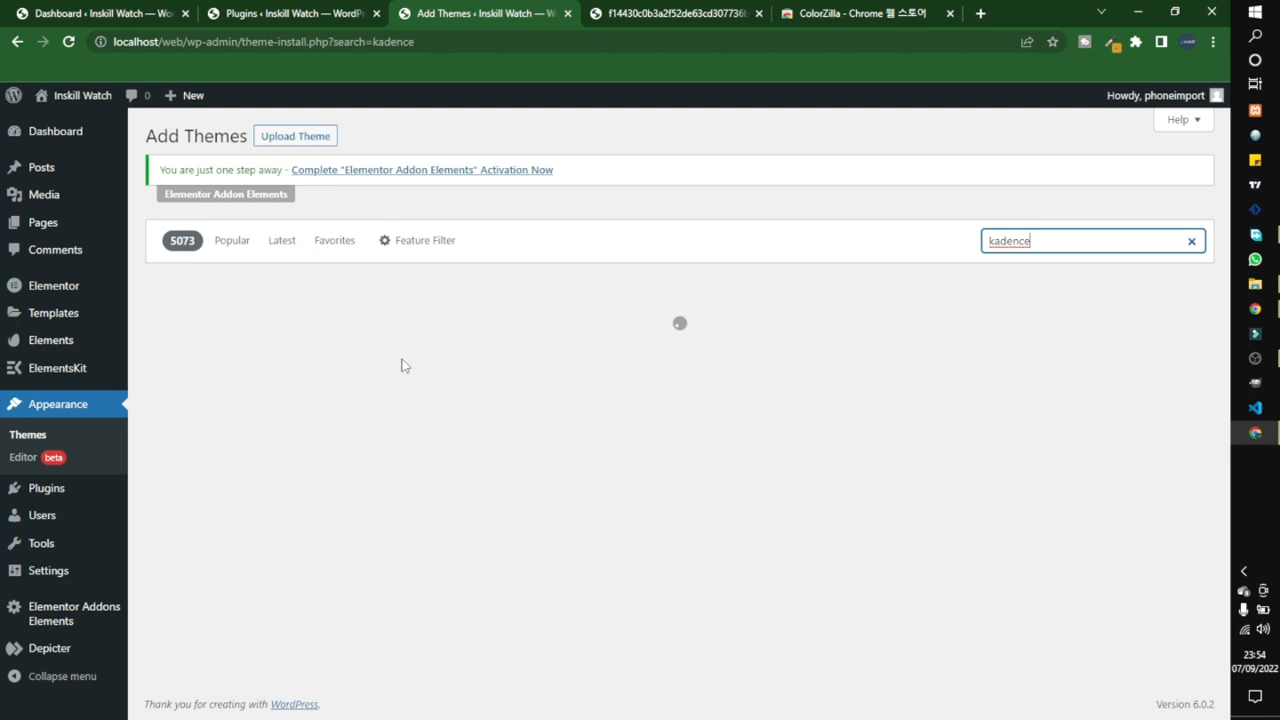 Dashboard ‹ Inskill Watch — Wor
Plugins ‹ Inskill Watch — WordPr
Add Themes ‹ Inskill Watch — W
f14430c0b3a2f52de63cd307736b
ColorZilla - Chrome 웹 스토어
localhost/web/wp-admin/theme-install.php?search=kadence
Inskill Watch
0
New
Howdy, phoneimport
Dashboard
Posts
Media
Pages
Comments
Elementor
Templates
Elements
ElementsKit
Appearance
Themes
Editor beta
Plugins
Users
Tools
Settings
Elementor Addons
Elements
Depicter
Collapse menu
Help
Add Themes
Upload Theme
You are just one step away - Complete "Elementor Addon Elements" Activation Now
Elementor Addon Elements
5073
Popular
Latest
Favorites
Feature Filter
kadence
Thank you for creating with WordPress.
Version 6.0.2
23:54
07/09/2022